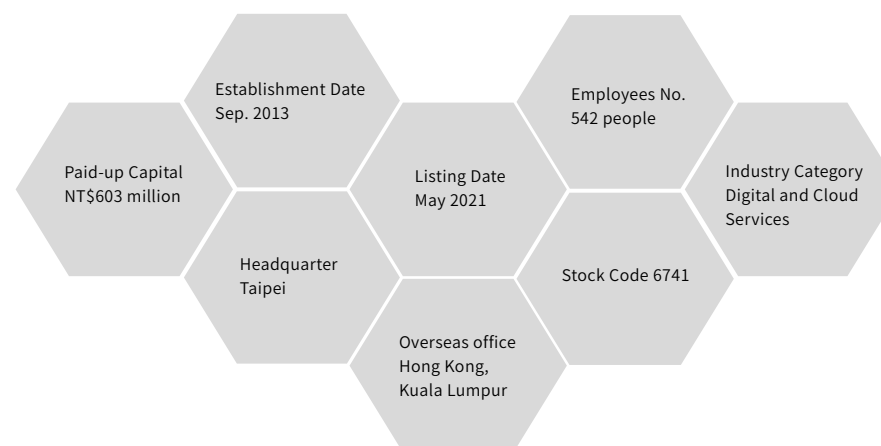 Establishment Date
Sep. 2013
Employees No.
542 people
Paid-up Capital
NT$603 million
Listing Date
May 2021
Industry Category
Digital and Cloud
Services
Headquarter
Taipei
Stock Code 6741
Overseas office
Hong Kong,
Kuala Lumpur